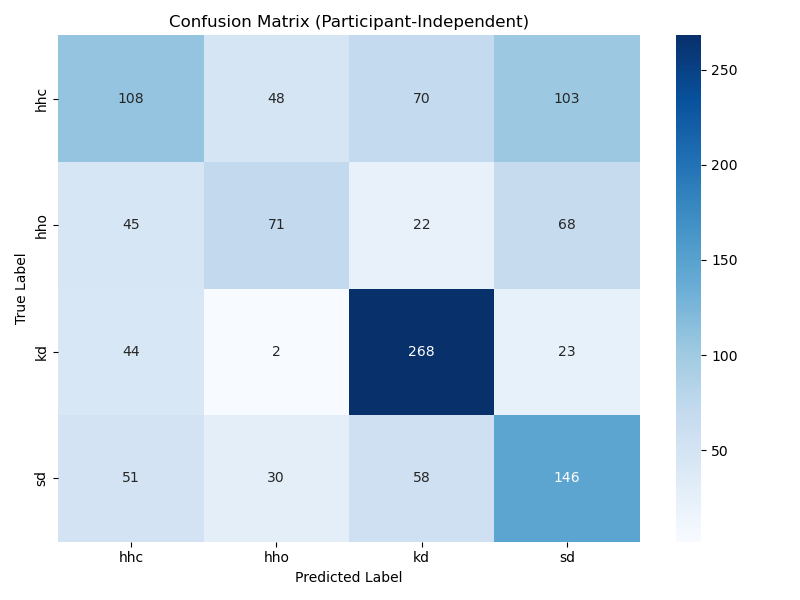 Confusion Matrix (Participant-Independent)
True Label
hhc
108 48 70 103
hho
45 71 22 68
kd
44 2 268 23
sd
51 30 58 146
hhc hho kd sd
Predicted Label
250
200
150
100
50